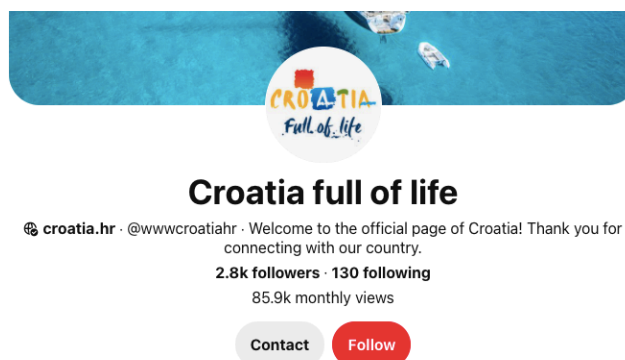 CROATIA
Full of life
Croatia full of life
croatia.hr · @wwwcroatiahr · Welcome to the official page of Croatia! Thank you for
connecting with our country.
2.8k followers · 130 following
85.9k monthly views
Contact Follow